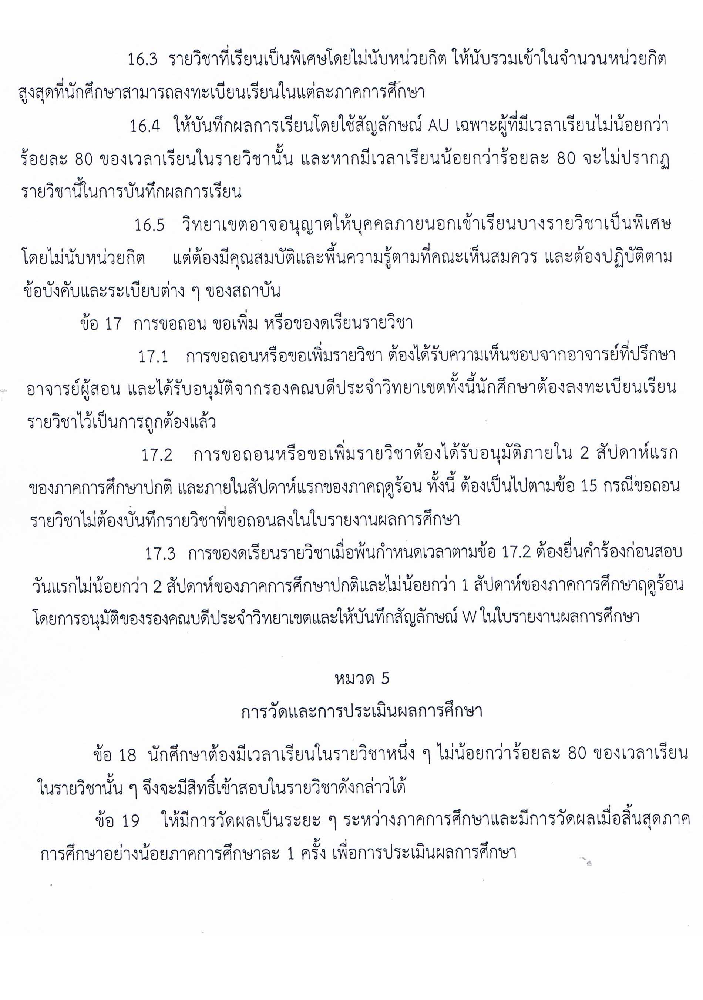 16.3 รายวิชาที่เรียนเป็นพิเศษโดยไม่นับหน่วยกิต ให้นับรวมเข้าในจำนวนหน่วยกิต
สูงสุดที่นักศึกษาสามารถลงทะเบียนเรียนในแต่ละภาคการศึกษา
16.4 ให้บันทึกผลการเรียนโดยใช้สัญลักษณ์ AU เฉพาะผู้ที่มีเวลาเรียนไม่น้อยกว่า
ร้อยละ 80 ของเวลาเรียนในรายวิชานั้น และหากมีเวลาเรียนน้อยกว่าร้อยละ 80 จะไม่ปรากฏ
รายวิชานี้ในการบันทึกผลการเรียน
16.5 วิทยาเขตอาจอนุญาตให้บุคคลภายนอกเข้าเรียนบางรายวิชาเป็นพิเศษ
โดยไม่นับหน่วยกิต แต่ต้องมีคุณสมบัติและพื้นความรู้ตามที่คณะเห็นสมควร และต้องปฏิบัติตาม
ข้อบังคับและระเบียบต่าง ๆ ของสถาบัน
ข้อ 17 การขอถอน ขอเพิ่ม หรือของดเรียนรายวิชา
17.1 การขอถอนหรือขอเพิ่มรายวิชา ต้องได้รับความเห็นชอบจากอาจารย์ที่ปรึกษา
อาจารย์ผู้สอน และได้รับอนุมัติจากรองคณบดีประจำวิทยาเขตทั้งนี้นักศึกษาต้องลงทะเบียนเรียน
รายวิชาไว้เป็นการถูกต้องแล้ว
17.2 การขอถอนหรือขอเพิ่มรายวิชาต้องได้รับอนุมัติภายใน 2 สัปดาห์แรก
ของภาคการศึกษาปกติ และภายในสัปดาห์แรกของภาคฤดูร้อน ทั้งนี้ ต้องเป็นไปตามข้อ 15 กรณีขอถอน
รายวิชาไม่ต้องบันทึกรายวิชาที่ขอถอนลงในใบรายงานผลการศึกษา
17.3 การของดเรียนรายวิชาเมื่อพ้นกำหนดเวลาตามข้อ 17.2 ต้องยื่นคำร้องก่อนสอบ
วันแรกไม่น้อยกว่า 2 สัปดาห์ของภาคการศึกษาปกติและไม่น้อยกว่า 1 สัปดาห์ของภาคการศึกษาฤดูร้อน
โดยการอนุมัติของรองคณบดีประจำวิทยาเขตและให้บันทึกสัญลักษณ์ W ในใบรายงานผลการศึกษา
หมวด 5
การวัดและการประเมินผลการศึกษา
ข้อ 18 นักศึกษาต้องมีเวลาเรียนในรายวิชาหนึ่ง ๆ ไม่น้อยกว่าร้อยละ 80 ของเวลาเรียน
ในรายวิชานั้น ๆ จึงจะมีสิทธิ์เข้าสอบในรายวิชาดังกล่าวได้
ข้อ 19 ให้มีการวัดผลเป็นระยะ ๆ ระหว่างภาคการศึกษาและมีการวัดผลเมื่อสิ้นสุดภาค
การศึกษาอย่างน้อยภาคการศึกษาละ 1 ครั้ง เพื่อการประเมินผลการศึกษา